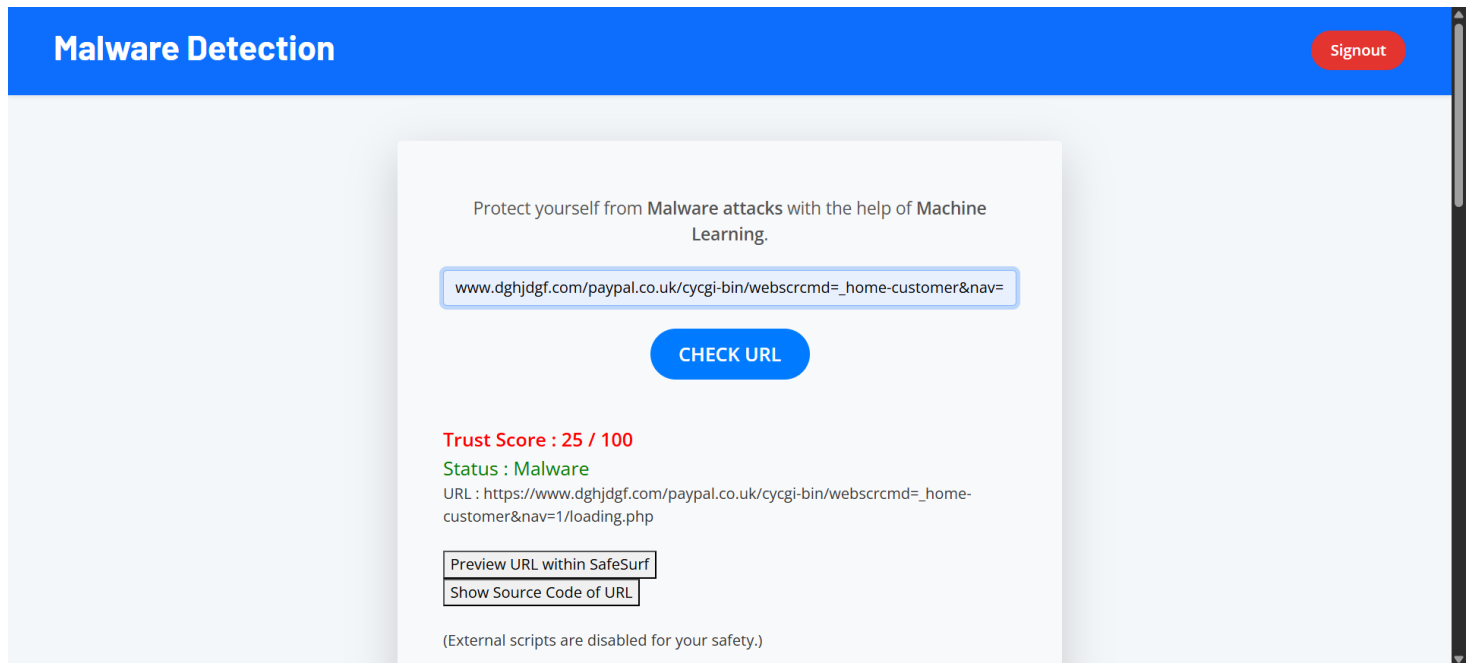 Malware Detection
Signout
Protect yourself from Malware attacks with the help of Machine
Learning.
www.dghjdgf.com/paypal.co.uk/cycgi-bin/webscrcmd=_home-customer&nav=
CHECK URL
Trust Score : 25 / 100
Status : Malware
URL : https://www.dghjdgf.com/paypal.co.uk/cycgi-bin/webscrcmd=_home-
customer&nav=1/loading.php
Preview URL within SafeSurf
Show Source Code of URL
(External scripts are disabled for your safety.)